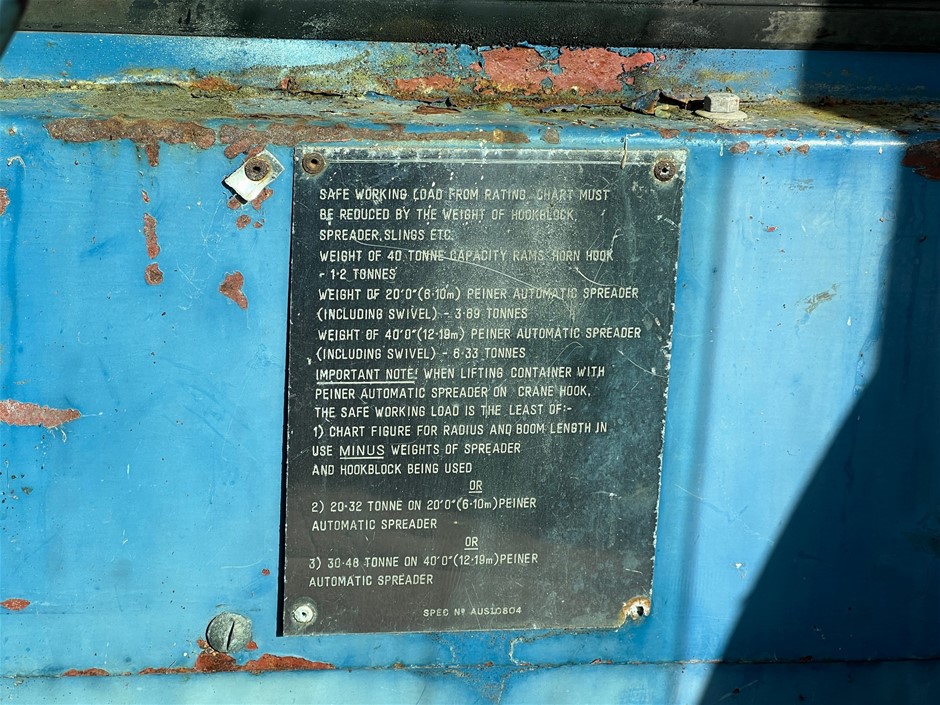 SAFE WORKING LOAD FROM RATING CHART MUST
BE REDUCED BY THE WEIGHT OF HOOKBLOCK,
SPREADER, SLINGS ETC.
WEIGHT OF 40 TONNE CAPACITY RAMS HORN HOOK
- 1·2 TONNES
WEIGHT OF 20'0"(6·10m) PEINER AUTOMATIC SPREADER
(INCLUDING SWIVEL) - 3·69 TONNES
WEIGHT OF 40'0"(12·19m) PEINER AUTOMATIC SPREADER
(INCLUDING SWIVEL) - 6·33 TONNES
IMPORTANT NOTE! WHEN LIFTING CONTAINER WITH
PEINER AUTOMATIC SPREADER ON CRANE HOOK,
THE SAFE WORKING LOAD IS THE LEAST OF:-
1) CHART FIGURE FOR RADIUS AND BOOM LENGTH IN
USE MINUS WEIGHTS OF SPREADER
AND HOOKBLOCK BEING USED
OR
2) 20·32 TONNE ON 20'0"(6·10m)PEINER
AUTOMATIC SPREADER
OR
3) 30·48 TONNE ON 40'0"(12·19m)PEINER
AUTOMATIC SPREADER
SPEC Nº AUS10804